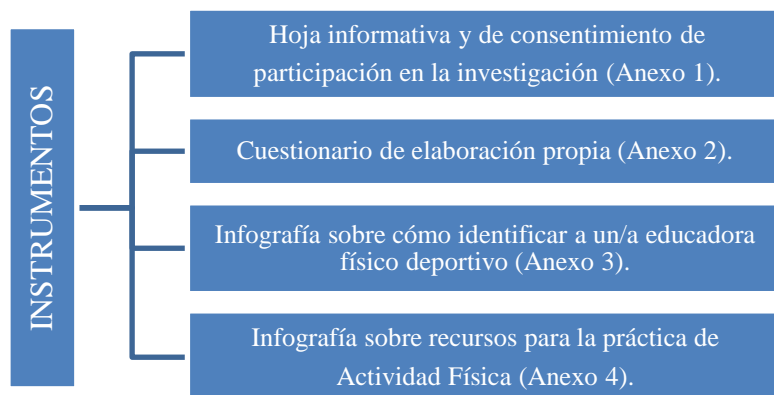 INSTRUMENTOS
Hoja informativa y de consentimiento de
participación en la investigación (Anexo 1).
Cuestionario de elaboración propia (Anexo 2).
Infografía sobre cómo identificar a un/a educadora
físico deportivo (Anexo 3).
Infografía sobre recursos para la práctica de
Actividad Física (Anexo 4).